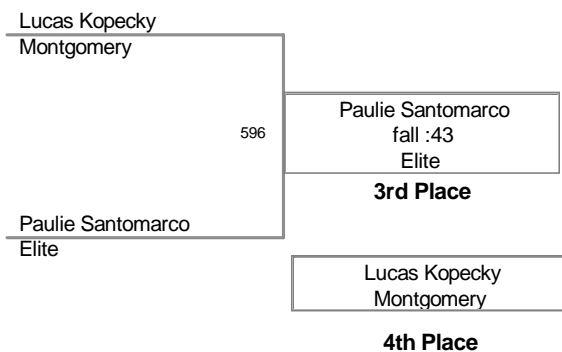 Lucas Kopecky
Montgomery
596
Paulie Santomarco
fall :43
Elite
3rd Place
Paulie Santomarco
Elite
Lucas Kopecky
Montgomery
4th Place